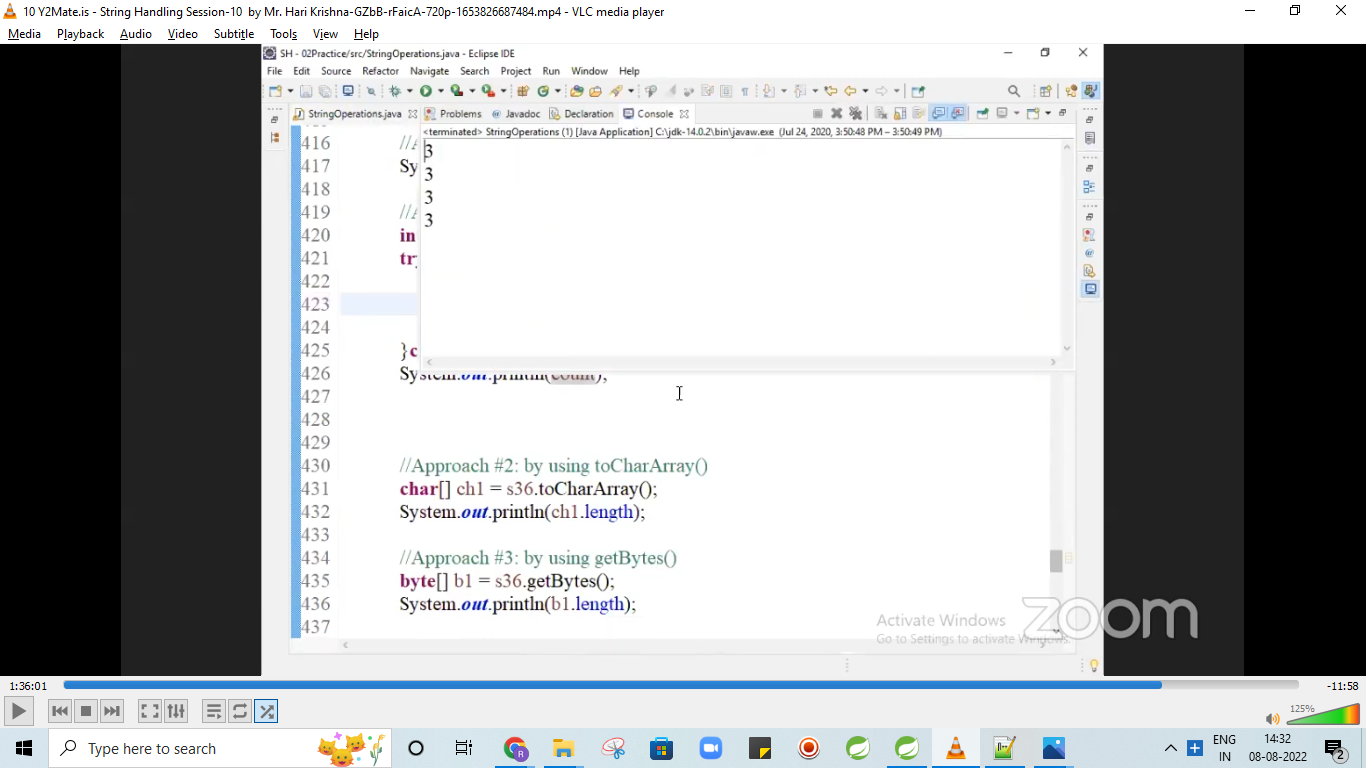 10 Y2Mate.is - String Handling Session-10 by Mr. Hari Krishna-GZbB-rFaicA-720p-1653826687484.mp4 - VLC media player
Media Playback Audio Video Subtitle Tools View Help
SH - 02Practice/src/StringOperations.java - Eclipse IDE
File Edit Source Refactor Navigate Search Project Run Window Help
StringOperations.java Problems @ Javadoc Declaration Console
<terminated> StringOperations (1) [Java Application] C:\jdk-14.0.2\bin\javaw.exe (Jul 24, 2020, 3:50:48 PM – 3:50:49 PM)
3
3
3
3
416 //A
417 Sy
418
419 //A
420 in
421 try
422
423
424
425 }c
426 System.out.println(count);
427
428
429
430 //Approach #2: by using toCharArray()
431 char[] ch1 = s36.toCharArray();
432 System.out.println(ch1.length);
433
434 //Approach #3: by using getBytes()
435 byte[] b1 = s36.getBytes();
436 System.out.println(b1.length);
437
Activate Windows
Go to Settings to activate Windows.
zoom
1:36:01 -11:58
125%
Type here to search
ENG
IN
14:32
08-08-2022
2